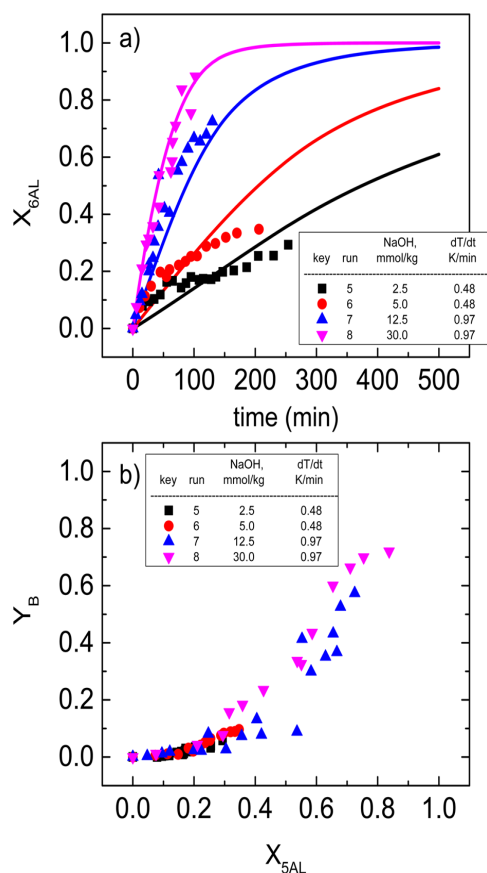 a)
1.0
0.8
0.6
0.4
0.2
0.0
X6AL
NaOH, dT/dt
key run mmol/kg K/min
5 2.5 0.48
6 5.0 0.48
7 12.5 0.97
8 30.0 0.97
0 100 200 300 400 500
time (min)
b)
1.0
0.8
0.6
0.4
0.2
0.0
YB
NaOH, dT/dt
key run mmol/kg K/min
5 2.5 0.48
6 5.0 0.48
7 12.5 0.97
8 30.0 0.97
0.0 0.2 0.4 0.6 0.8 1.0
X5AL